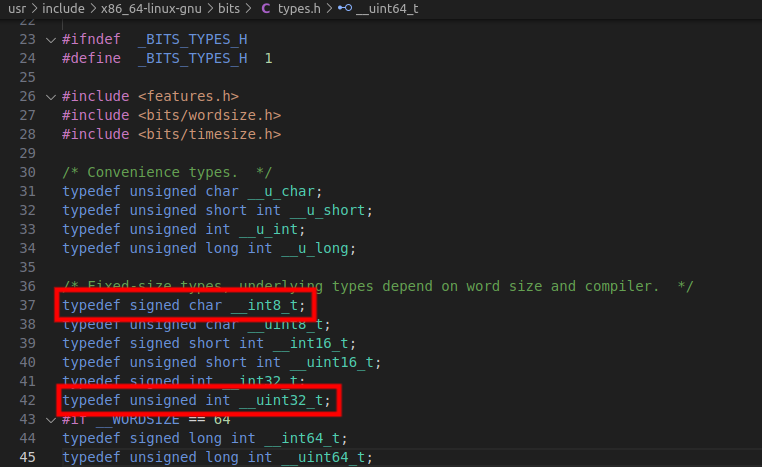 usr > include > x86_64-linux-gnu > bits > C types.h > __uint64_t
22
23 #ifndef _BITS_TYPES_H
24 #define _BITS_TYPES_H 1
25
26 #include <features.h>
27 #include <bits/wordsize.h>
28 #include <bits/timesize.h>
29
30 /* Convenience types.  */
31 typedef unsigned char __u_char;
32 typedef unsigned short int __u_short;
33 typedef unsigned int __u_int;
34 typedef unsigned long int __u_long;
35
36 /* Fixed-size types, underlying types depend on word size and compiler.  */
37 typedef signed char __int8_t;
38 typedef unsigned char __uint8_t;
39 typedef signed short int __int16_t;
40 typedef unsigned short int __uint16_t;
41 typedef signed int __int32_t;
42 typedef unsigned int __uint32_t;
43 #if __WORDSIZE == 64
44 typedef signed long int __int64_t;
45 typedef unsigned long int __uint64_t;